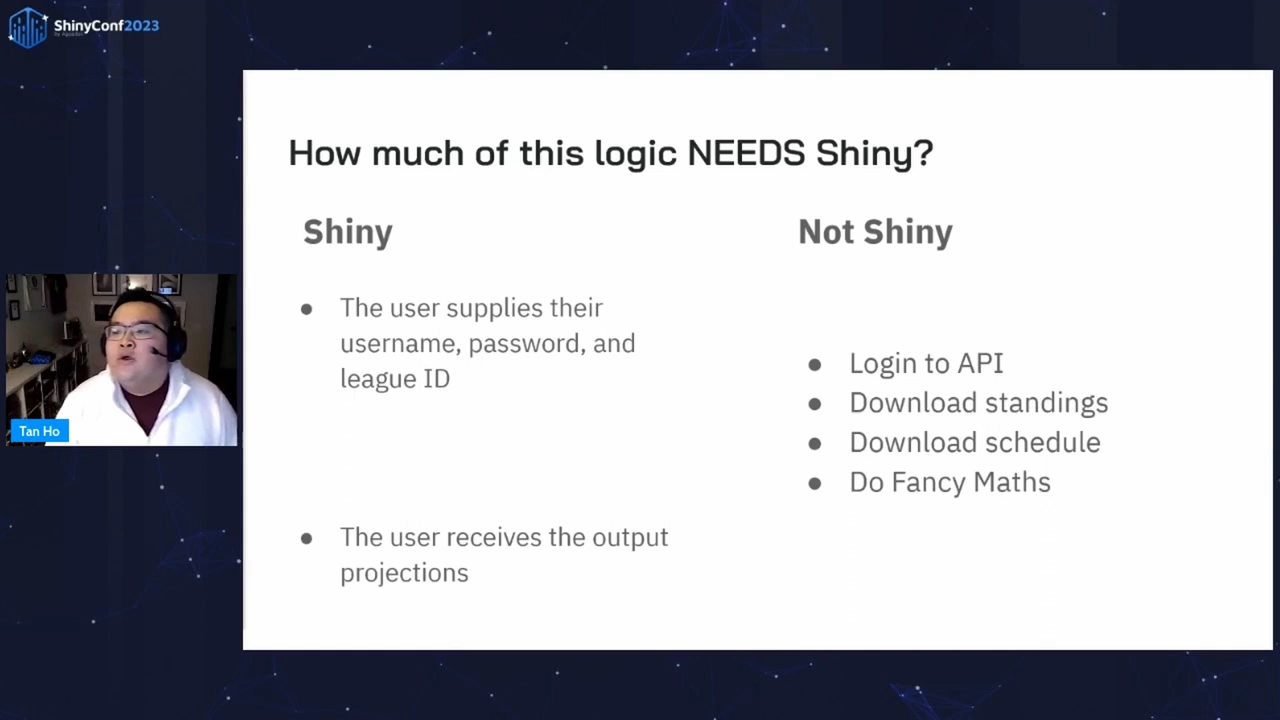 ShinyConf2023
by Appsilon
How much of this logic NEEDS Shiny?
Shiny
Not Shiny
● The user supplies their
username, password, and
league ID
● Login to API
● Download standings
● Download schedule
● Do Fancy Maths
● The user receives the output
projections
Tan Ho